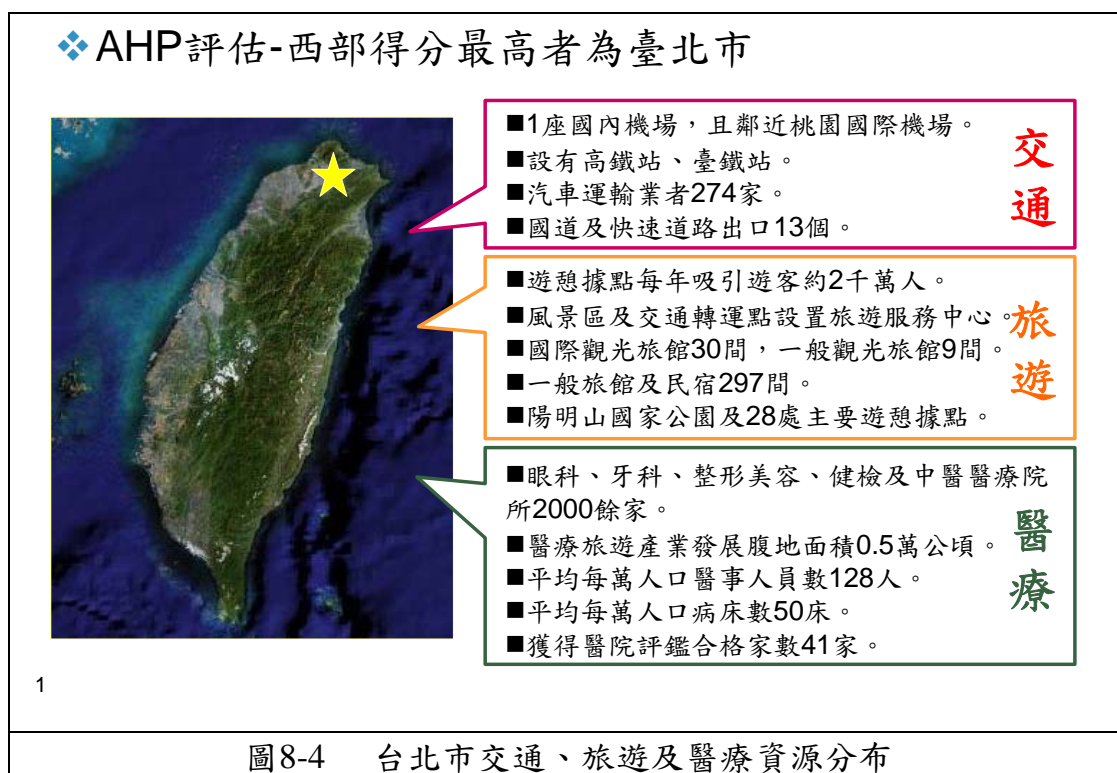 ❖AHP評估-西部得分最高者為臺北市
■1座國內機場，且鄰近桃園國際機場。
■設有高鐵站、臺鐵站。
■汽車運輸業者274家。
■國道及快速道路出口13個。
交通
■遊憩據點每年吸引遊客約2千萬人。
■風景區及交通轉運點設置旅遊服務中心。
■國際觀光旅館30間，一般觀光旅館9間。
■一般旅館及民宿297間。
■陽明山國家公園及28處主要遊憩據點。
旅遊
■眼科、牙科、整形美容、健檢及中醫醫療院
所2000餘家。
■醫療旅遊產業發展腹地面積0.5萬公頃。
■平均每萬人口醫事人員數128人。
■平均每萬人口病床數50床。
■獲得醫院評鑑合格家數41家。
醫療
1
圖8-4 台北市交通、旅遊及醫療資源分布